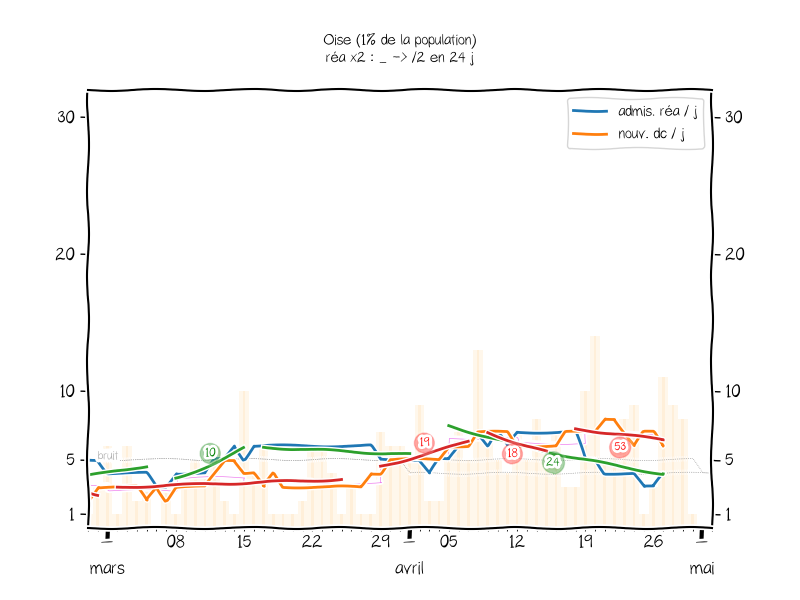 Oise (1% de la population)
réa x2 : _ -> /2 en 24 j
admis. réa / j
nouv. dc / j
30
30
20
20
10
10
5
5
1
1
bruit
10
19
18
24
53
08 15 22 29 05 12 19 26
mars avril mai